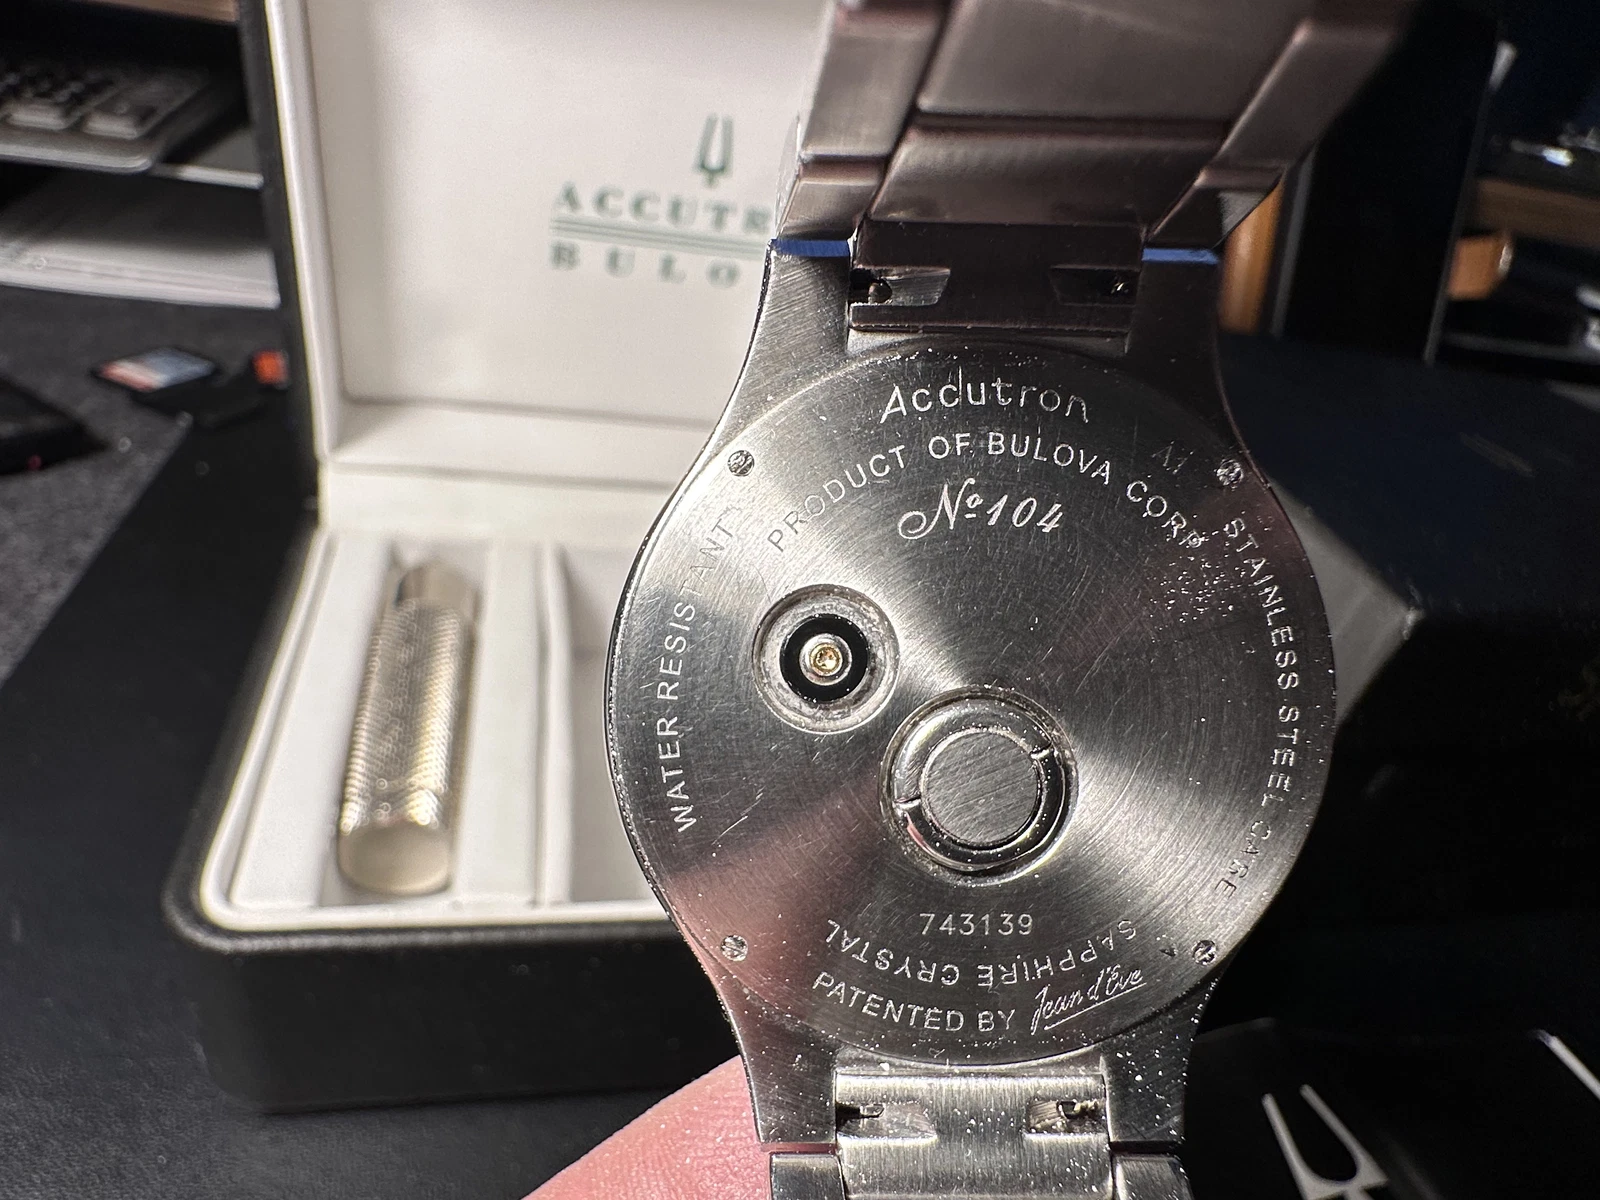 ACCUTR
BULO
Accutron
PRODUCT OF BULOVA CORP.
A1
Nº104
WATER RESISTANT
STAINLESS STEEL CASE
743139
SAPPHIRE CRYSTAL
PATENTED BY Jean d'Eve